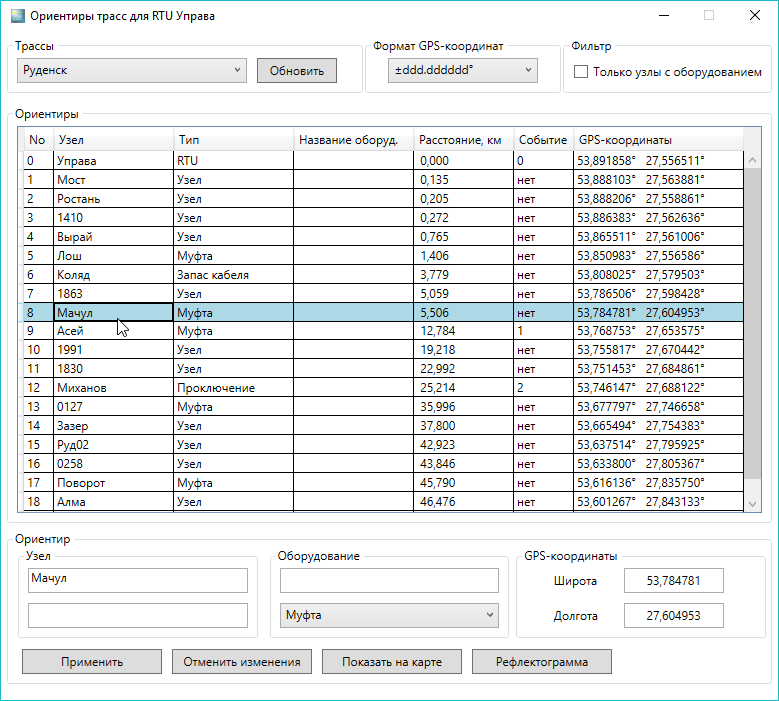 Ориентиры трасс для RTU Управа
Трассы
Формат GPS-координат
Фильтр
Руденск
Обновить
±ddd.dddddd°
Только узлы с оборудованием
Ориентиры
No Узел Тип Название оборуд. Расстояние, км Событие GPS-координаты
0 Управа RTU 0,000 0 53,891858° 27,556511°
1 Мост Узел 0,135 нет 53,888103° 27,563881°
2 Ростань Узел 0,205 нет 53,888206° 27,558861°
3 1410 Узел 0,272 нет 53,886383° 27,562636°
4 Вырай Узел 0,765 нет 53,865511° 27,561006°
5 Лош Муфта 1,406 нет 53,850983° 27,556586°
6 Коляд Запас кабеля 3,779 нет 53,808025° 27,579503°
7 1863 Узел 5,059 нет 53,786506° 27,598428°
8 Мачул Муфта 5,506 нет 53,784781° 27,604953°
9 Асей Муфта 12,784 1 53,768753° 27,653575°
10 1991 Узел 19,218 нет 53,755817° 27,670442°
11 1830 Узел 22,992 нет 53,751453° 27,684861°
12 Миханов Проключение 25,214 2 53,746147° 27,688122°
13 0127 Муфта 35,996 нет 53,677797° 27,746658°
14 Зазер Узел 37,800 нет 53,665494° 27,754383°
15 Руд02 Узел 42,923 нет 53,637514° 27,795925°
16 0258 Узел 43,846 нет 53,633800° 27,805367°
17 Поворот Муфта 45,790 нет 53,616136° 27,835750°
18 Алма Узел 46,476 нет 53,601267° 27,843133°
Ориентир
Узел
Оборудование
GPS-координаты
Мачул
Широта 53,784781
Муфта
Долгота 27,604953
Применить
Отменить изменения
Показать на карте
Рефлектограмма